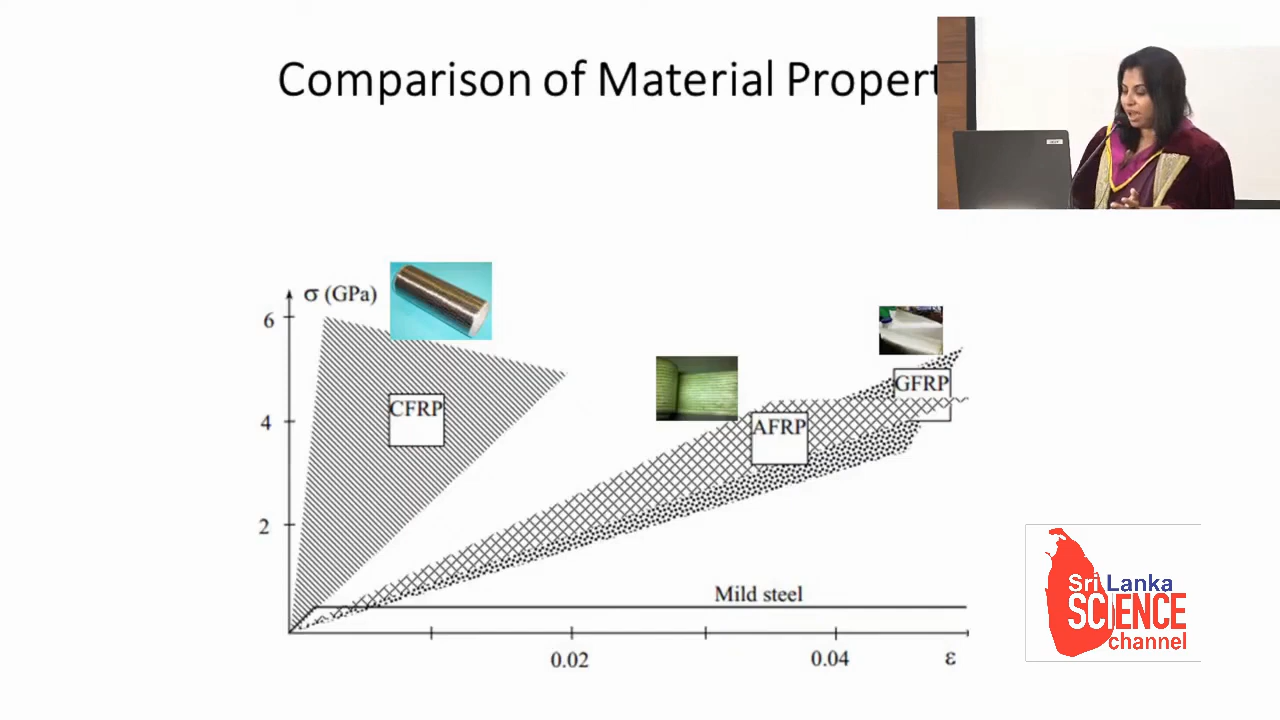 Comparison of Material Propert
σ (GPa)
6
CFRP
GFRP
4
AFRP
2
Mild steel
0.02
0.04
ε
Sri Lanka
SCIENCE
channel